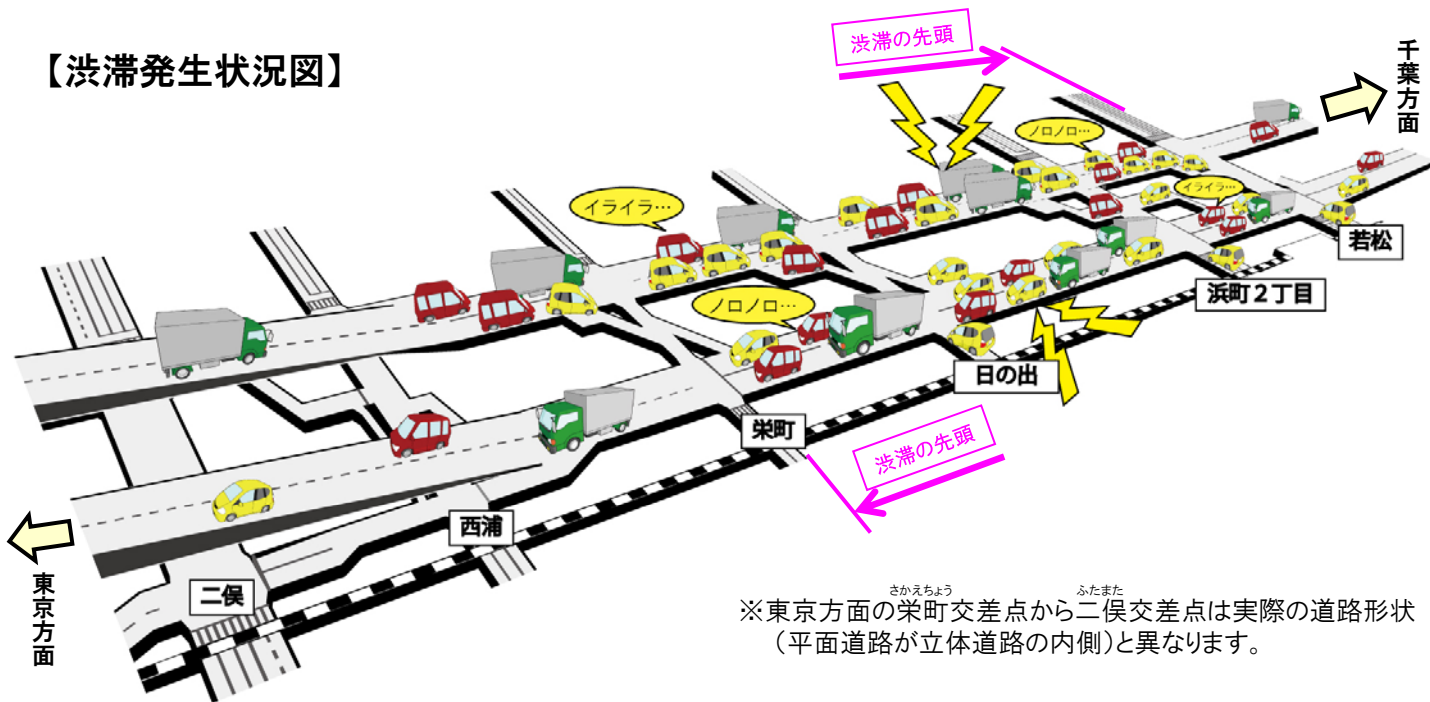 【渋滞発生状況図】
渋滞の先頭
千葉方面
ノロノロ…
イライラ…
イライラ…
若松
浜町２丁目
ノロノロ…
日の出
栄町
渋滞の先頭
西浦
二俣
東京方面
さかえちょう ふたまた
※東京方面の栄町交差点から二俣交差点は実際の道路形状
（平面道路が立体道路の内側）と異なります。